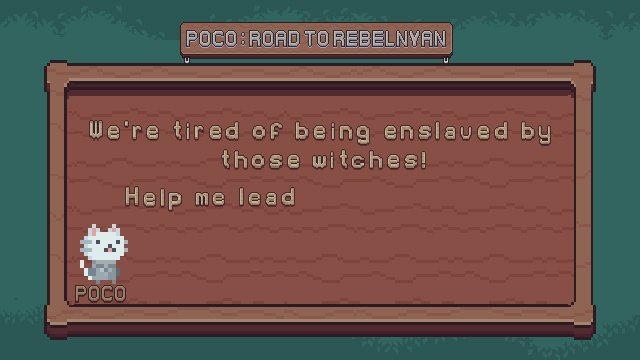 POCO: ROAD TO REBELNYAN
We're tired of being enslaved by
those witches!
Help me lead
POCO